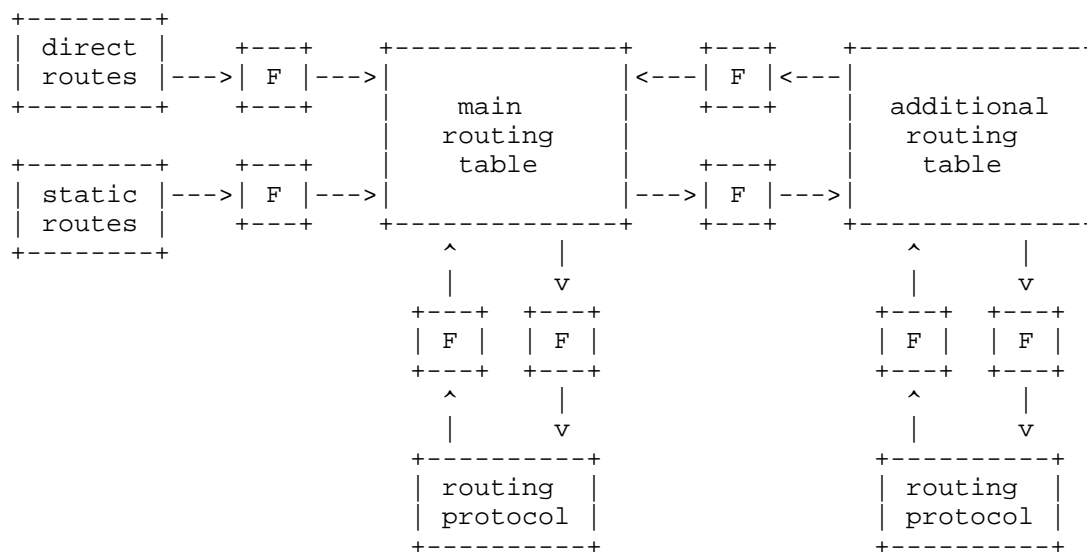 direct
routes
F
F
main
routing
table
additional
routing
table
static
routes
F
F
F
F
F
F
routing
protocol
routing
protocol